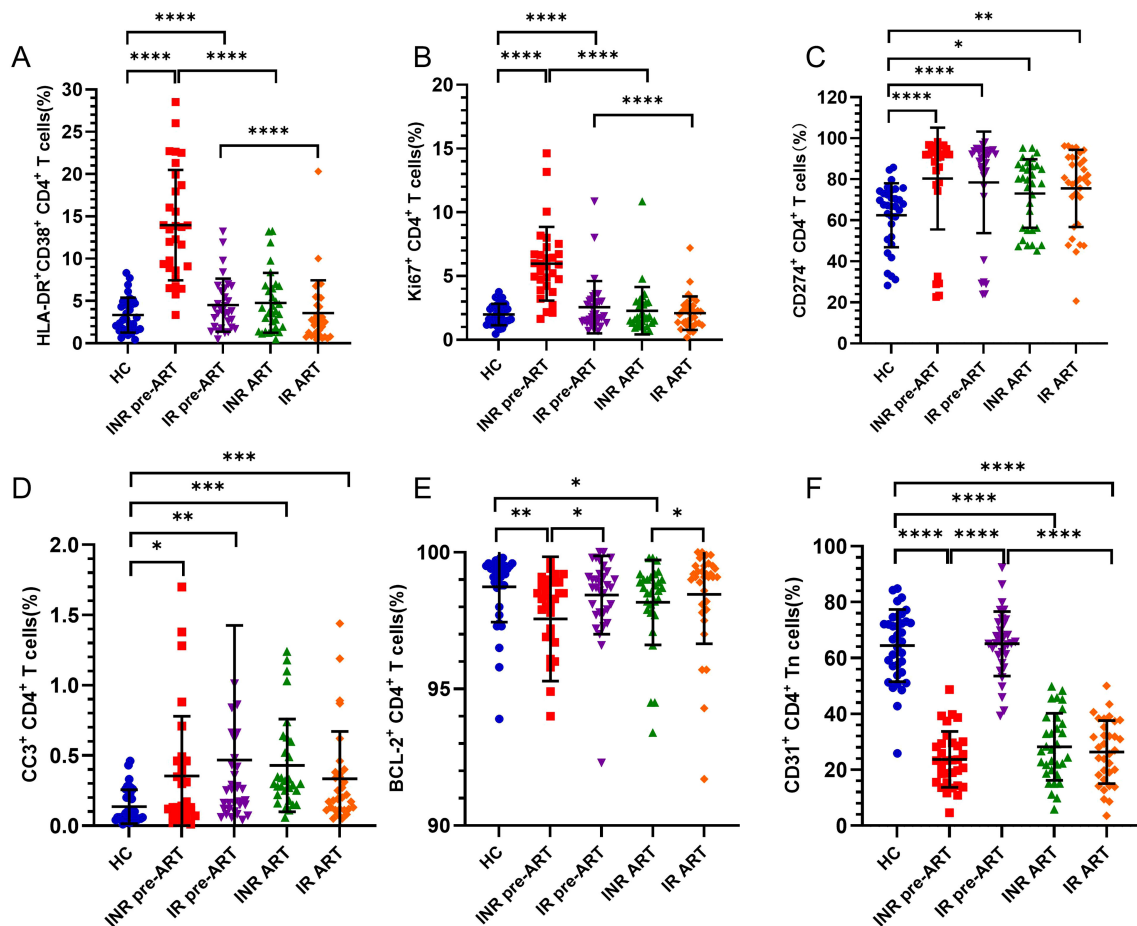 A
HLA-DR⁺CD38⁺ CD4⁺ T cells(%)
**** **** **** ****
30
25
20
15
10
5
0
HC INR pre-ART IR pre-ART INR ART IR ART
B
Ki67⁺ CD4⁺ T cells(%)
**** **** **** ****
20
15
10
5
0
HC INR pre-ART IR pre-ART INR ART IR ART
C
CD274⁺ CD4⁺ T cells (%)
** * **** ****
120
100
80
60
40
20
0
HC INR pre-ART IR pre-ART INR ART IR ART
D
CC3⁺ CD4⁺ T cells(%)
*** *** ** *
2.0
1.5
1.0
0.5
0.0
HC INR pre-ART IR pre-ART INR ART IR ART
E
BCL-2⁺ CD4⁺ T cells(%)
* ** * *
100
95
90
HC INR pre-ART IR pre-ART INR ART IR ART
F
CD31⁺ CD4⁺ Tn cells(%)
**** **** **** **** ****
100
80
60
40
20
0
HC INR pre-ART IR pre-ART INR ART IR ART